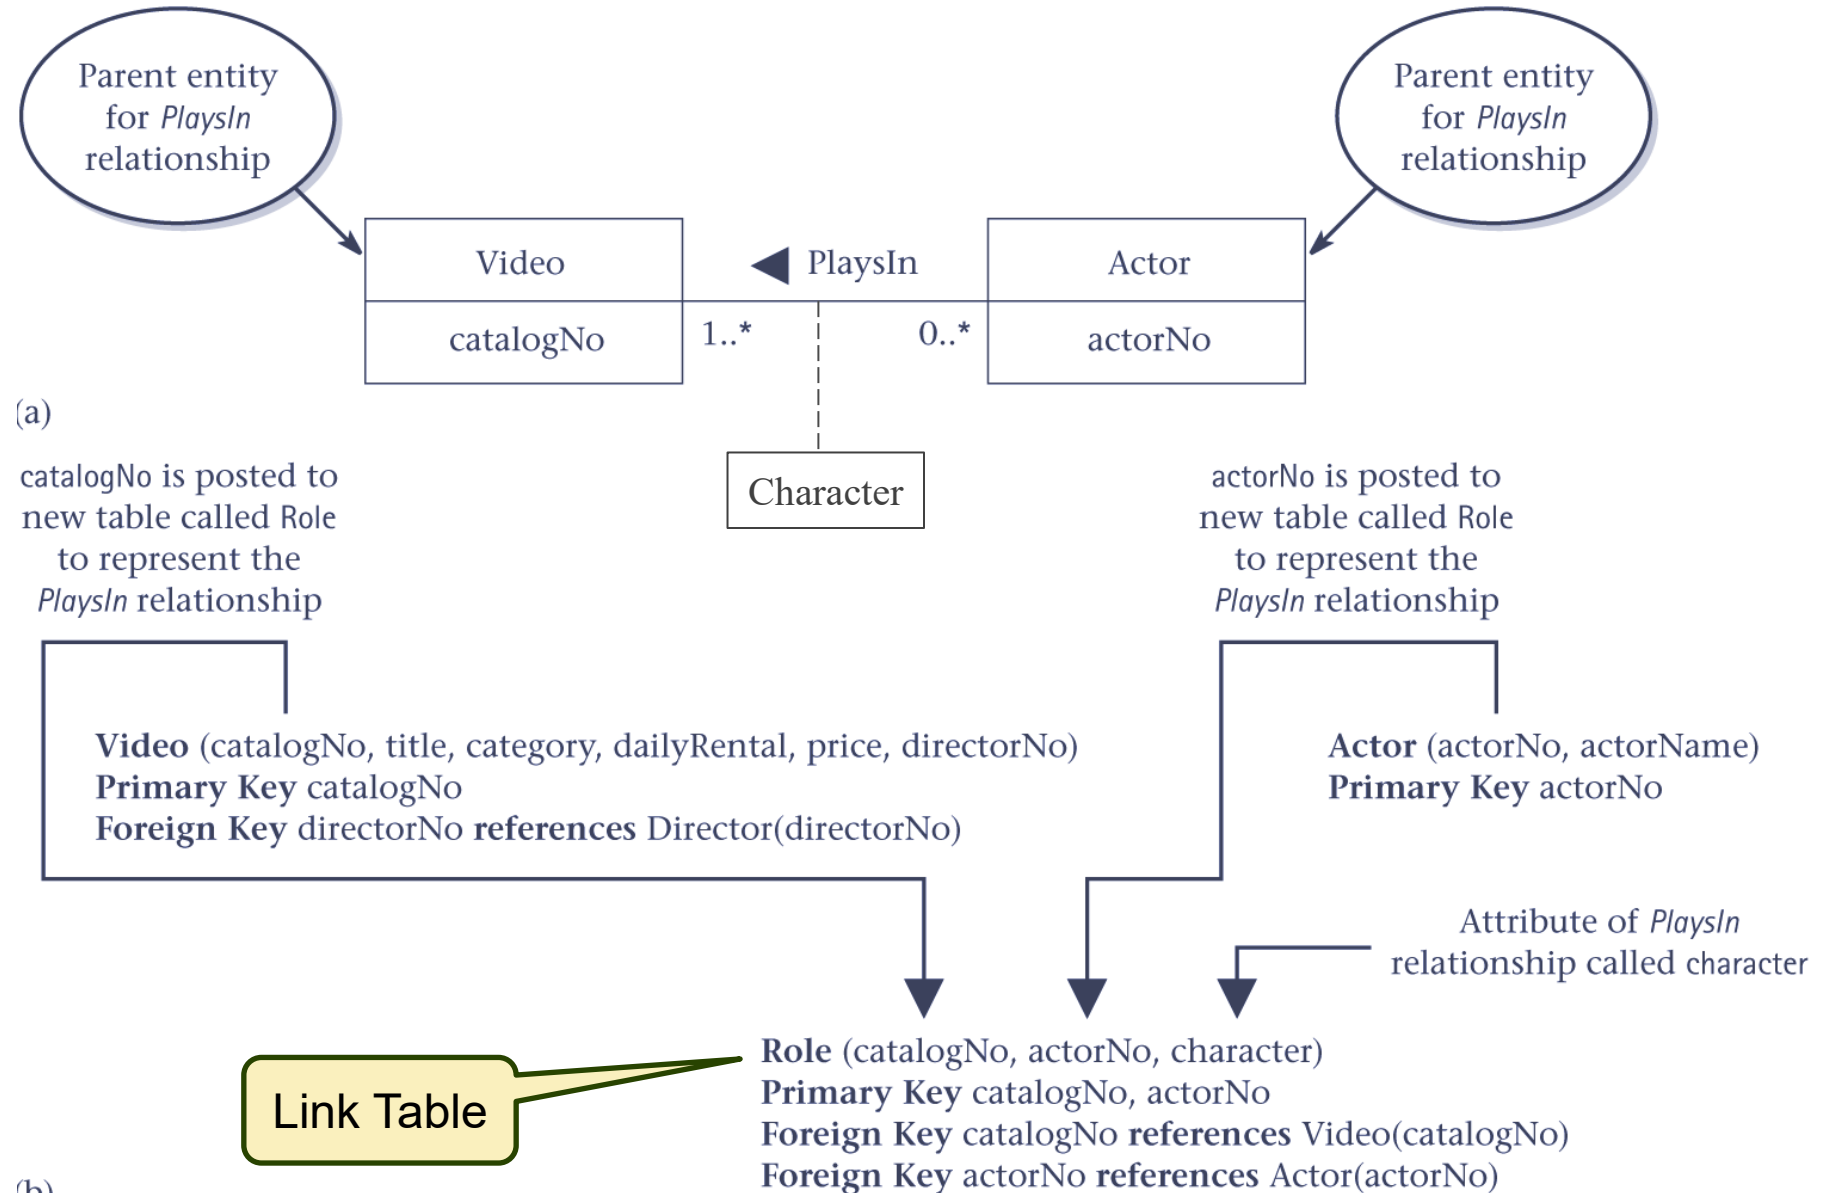 Parent entity
for PlaysIn
relationship
Parent entity
for PlaysIn
relationship
Video
PlaysIn
Actor
catalogNo
1..*
0..*
actorNo
(a)
Character
catalogNo is posted to
new table called Role
to represent the
PlaysIn relationship
actorNo is posted to
new table called Role
to represent the
PlaysIn relationship
Video (catalogNo, title, category, dailyRental, price, directorNo)
Primary Key catalogNo
Foreign Key directorNo references Director(directorNo)
Actor (actorNo, actorName)
Primary Key actorNo
Attribute of PlaysIn
relationship called character
Link Table
Role (catalogNo, actorNo, character)
Primary Key catalogNo, actorNo
Foreign Key catalogNo references Video(catalogNo)
Foreign Key actorNo references Actor(actorNo)
(b)